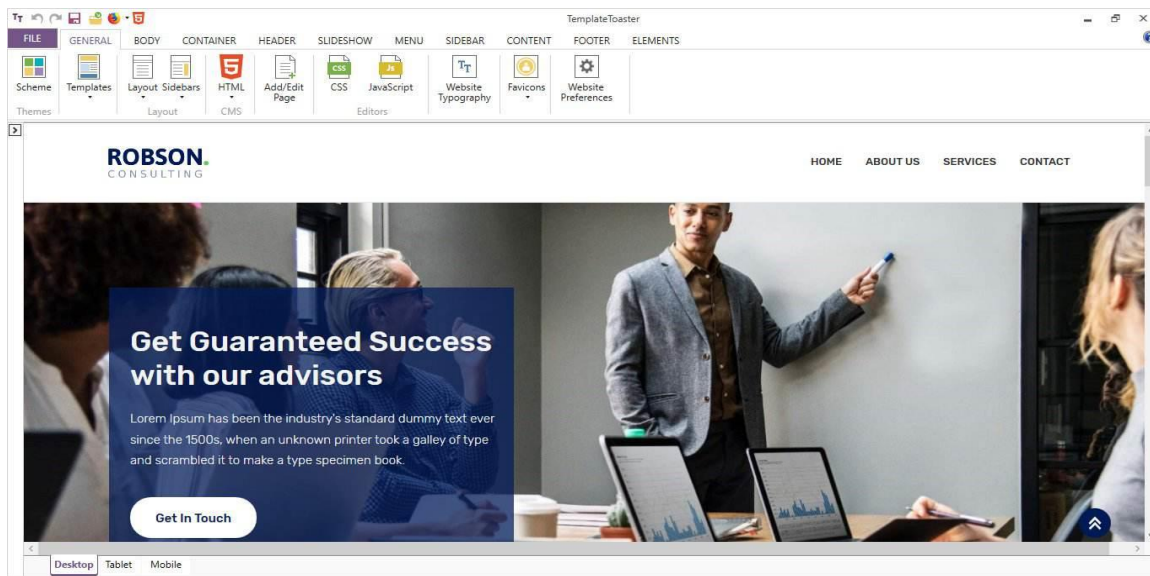 TT
TemplateToaster
FILE GENERAL BODY CONTAINER HEADER SLIDESHOW MENU SIDEBAR CONTENT FOOTER ELEMENTS
CSS Js TT
Scheme Templates Layout Sidebars HTML Add/Edit Page CSS JavaScript Website Typography Favicons Website Preferences
Themes Layout CMS Editors
ROBSON.
CONSULTING
HOME ABOUT US SERVICES CONTACT
Get Guaranteed Success
with our advisors
Lorem Ipsum has been the industry's standard dummy text ever
since the 1500s, when an unknown printer took a galley of type
and scrambled it to make a type specimen book.
Get In Touch
Desktop Tablet Mobile